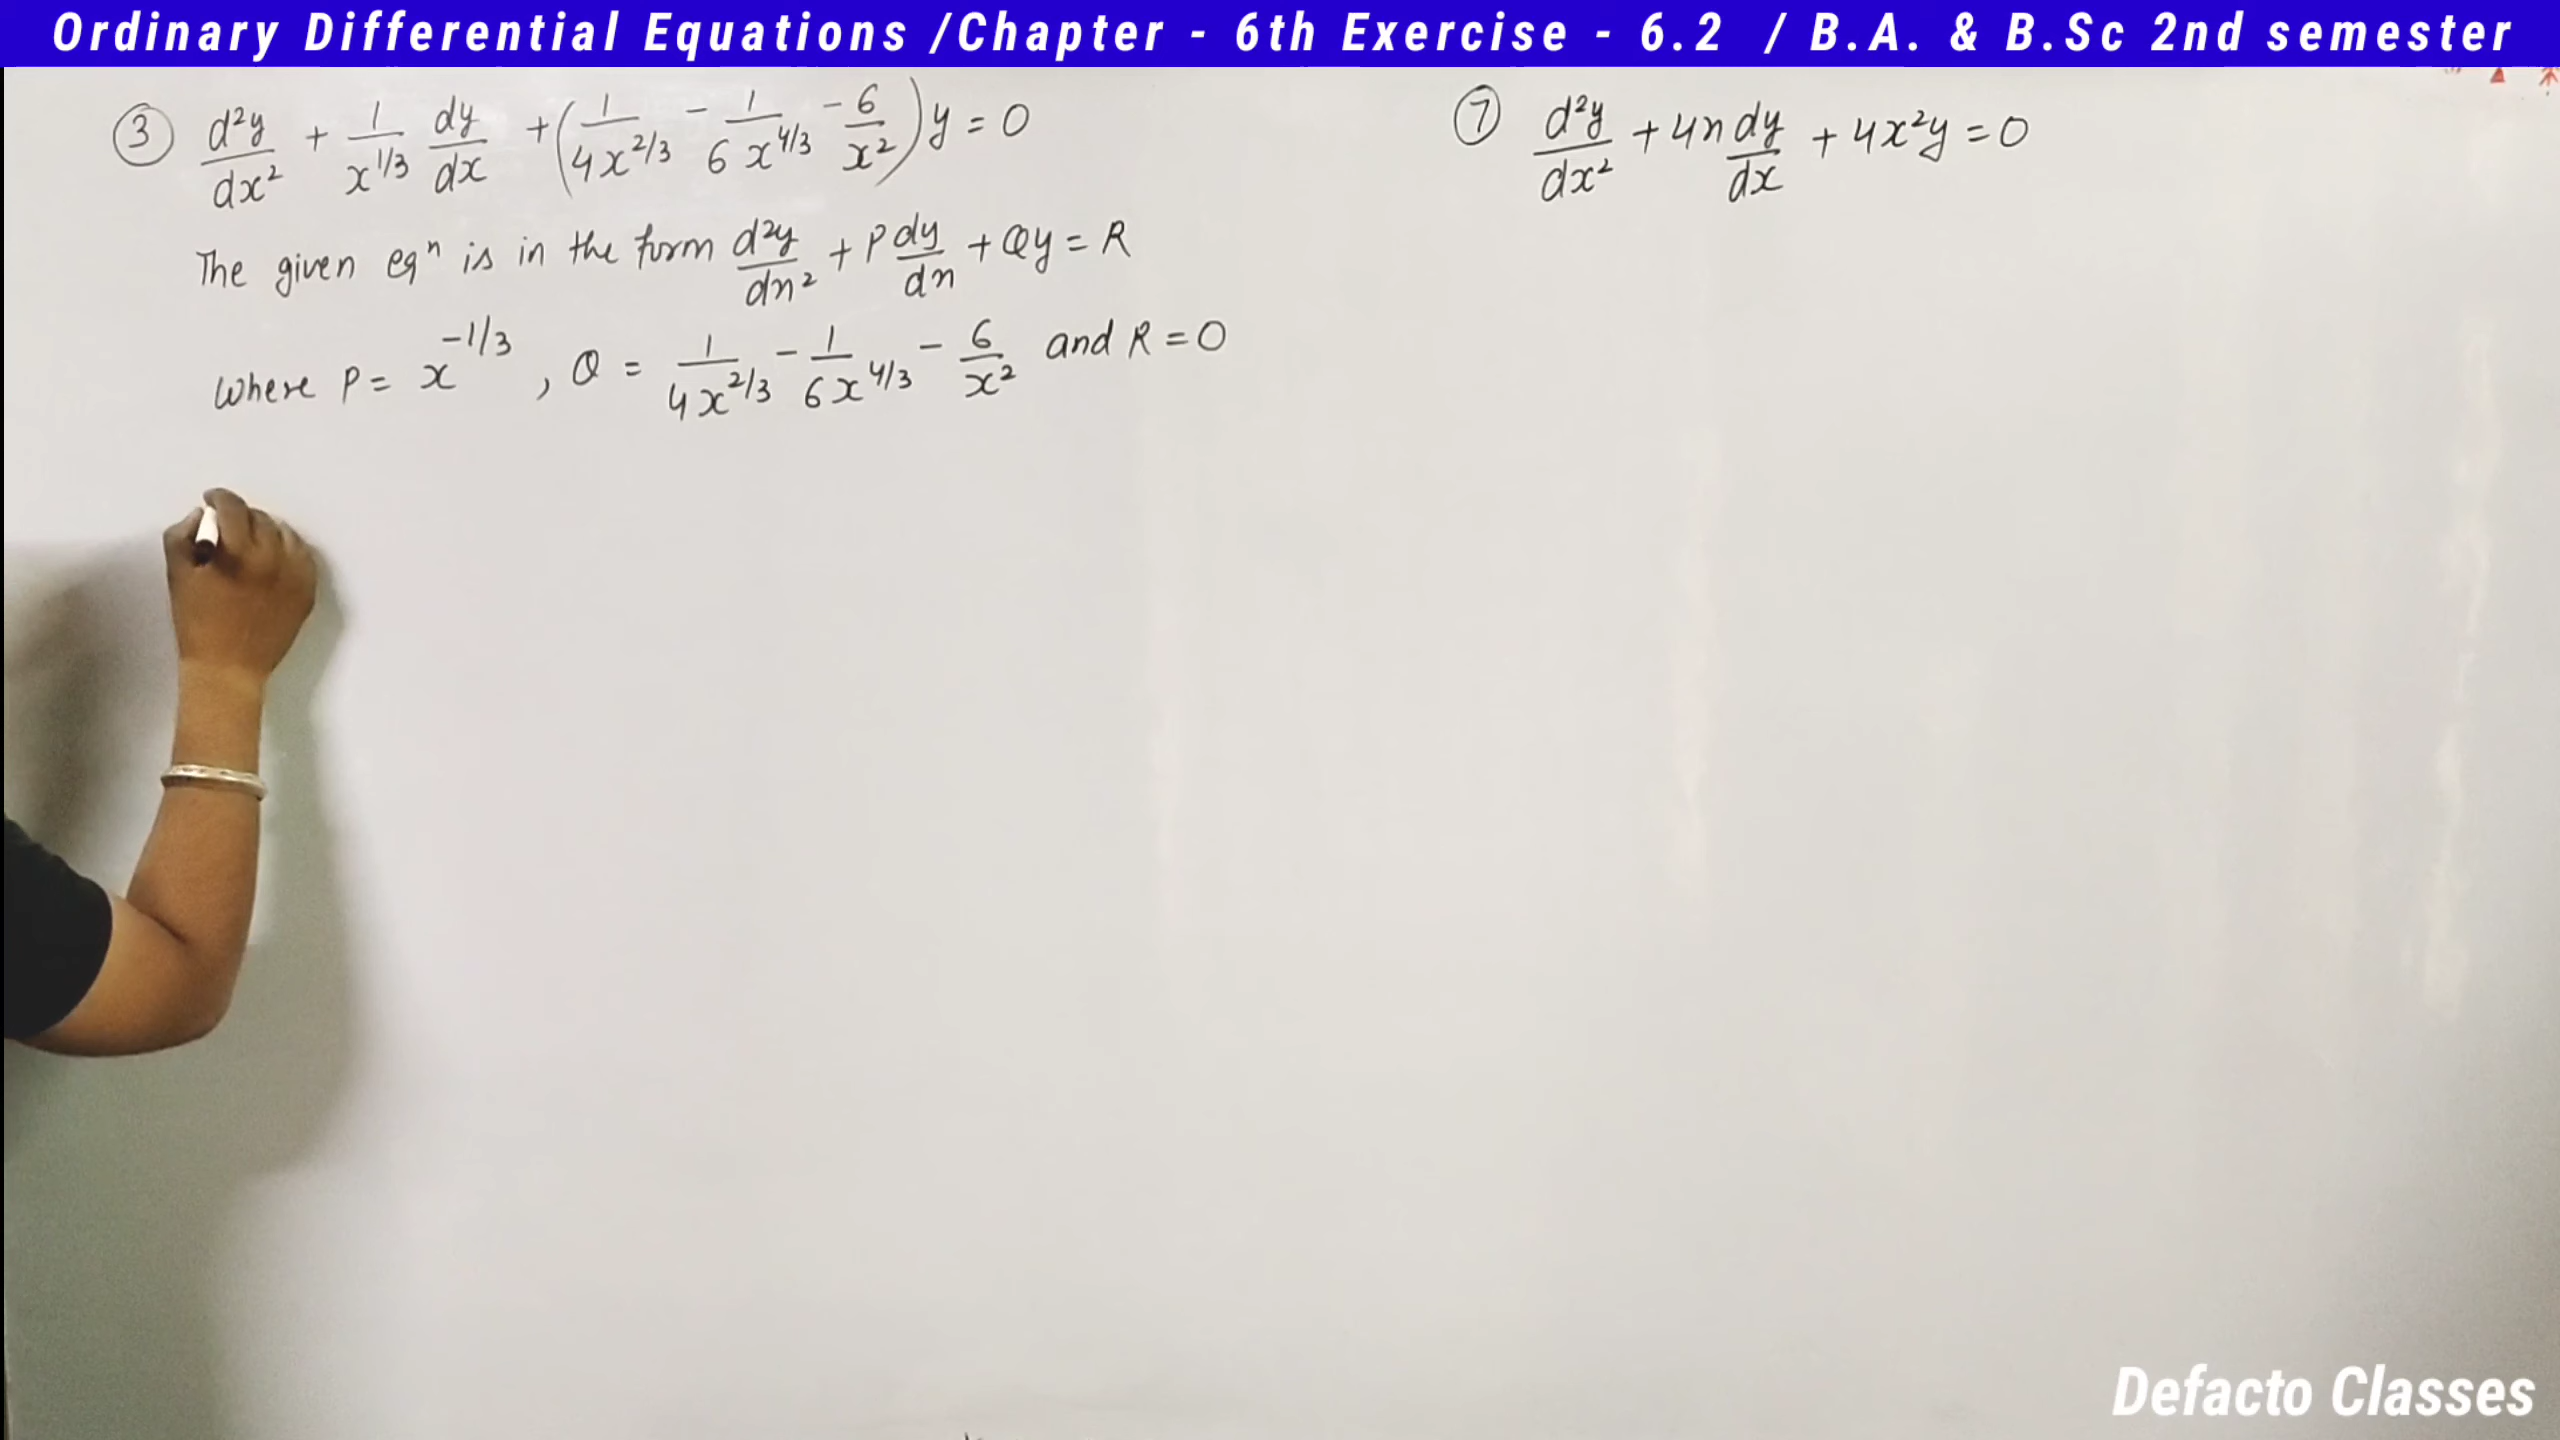 Ordinary Differential Equations /Chapter - 6th Exercise - 6.2 / B.A. & B.Sc 2nd semester
③ d²y/dx² + 1/x^(1/3) dy/dx + (1/4x^(2/3) - 1/6x^(4/3) - 6/x²) y = 0
The given eqⁿ is in the form d²y/dn² + P dy/dn + Qy = R
Where P = x^(-1/3) , Q = 1/4x^(2/3) - 1/6x^(4/3) - 6/x² and R = 0
⑦ d²y/dx² + 4n dy/dx + 4x²y = 0
Defacto Classes